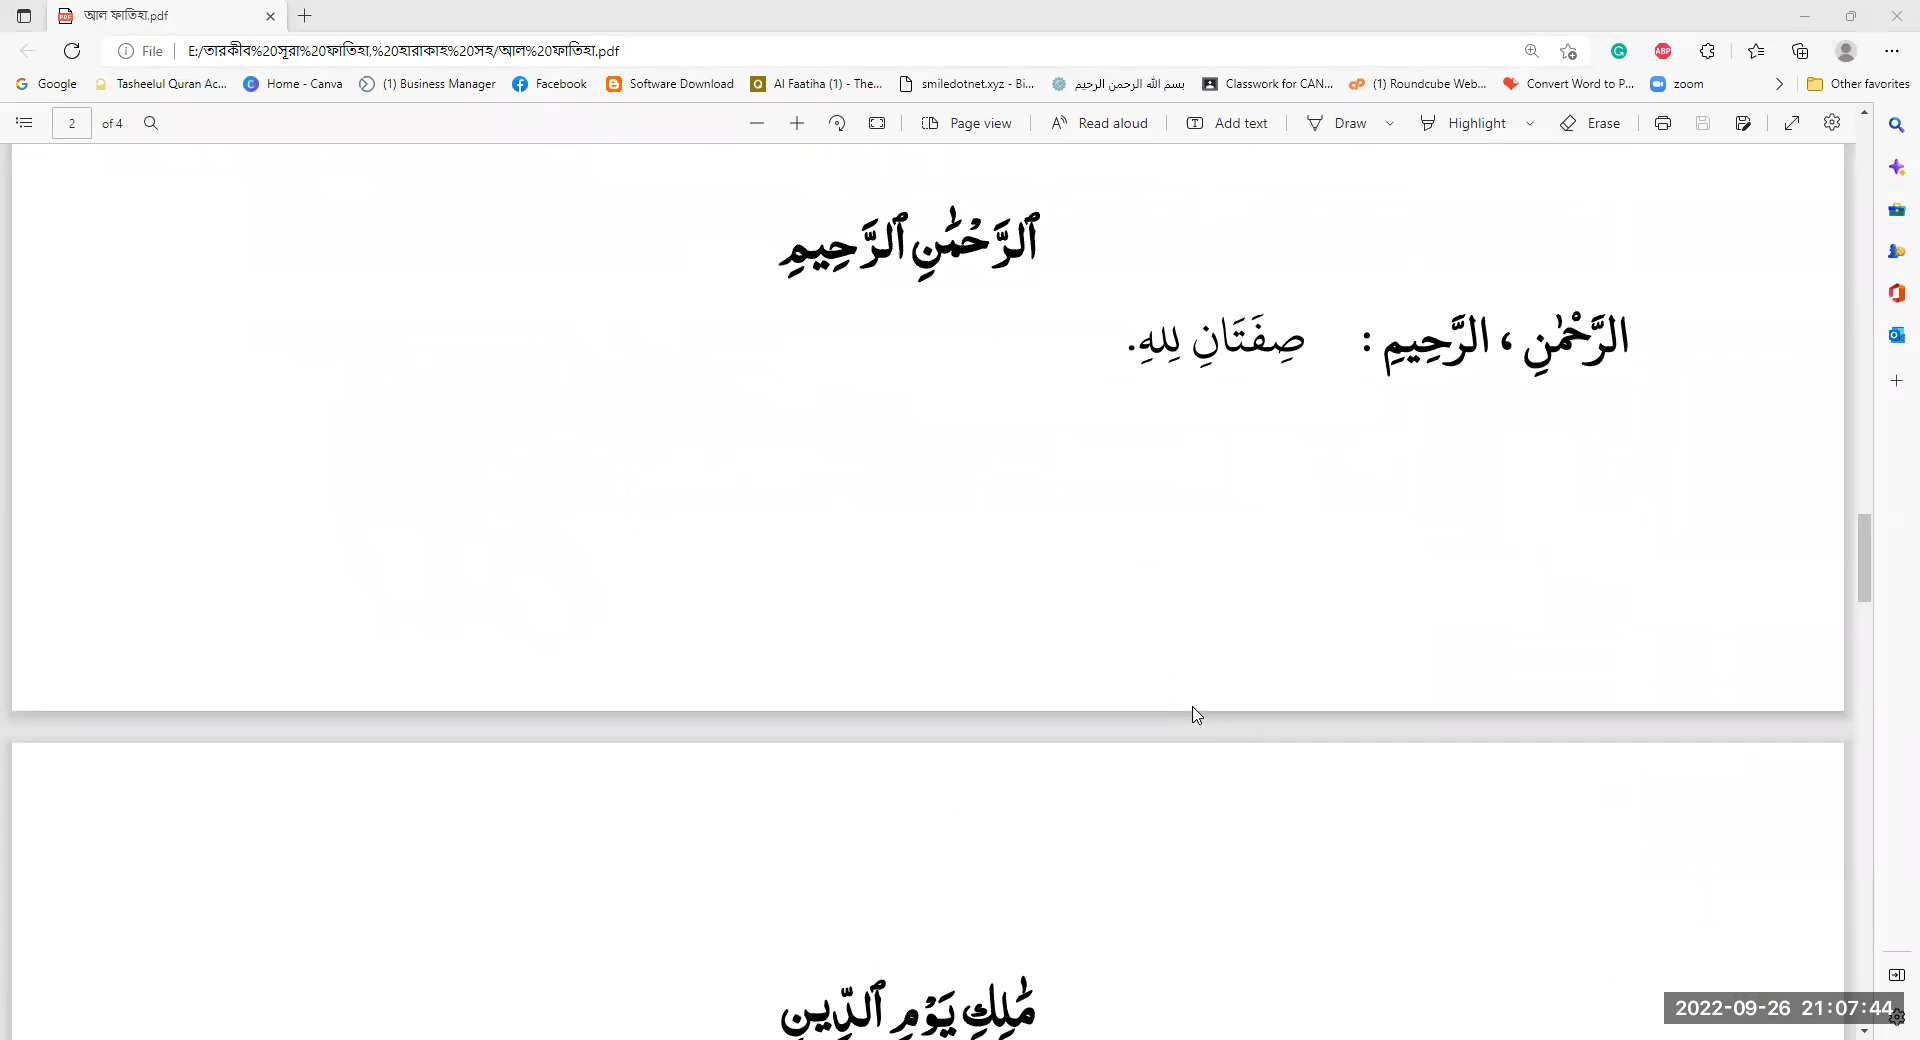 আল ফাতিহা.pdf
File
E:/তারকীব%20সূরা%20ফাতিহা,%20হারাকাহ%20সহ/আল%20ফাতিহা.pdf
Google
Tasheelul Quran Ac...
Home - Canva
(1) Business Manager
Facebook
Software Download
Al Faatiha (1) - The...
smiledotnet.xyz - Bi...
بسم الله الرحمن الرحيم
Classwork for CAN...
(1) Roundcube Web...
Convert Word to P...
zoom
Other favorites
2 of 4
Page view
Read aloud
Add text
Draw
Highlight
Erase
ٱلرَّحْمَٰنِ ٱلرَّحِيمِ
الرَّحْمٰنِ ، الرَّحِيمِ : صِفَتَانِ لِلهِ.
مَٰلِكِ يَوْمِ ٱلدِّينِ
2022-09-26 21:07:44